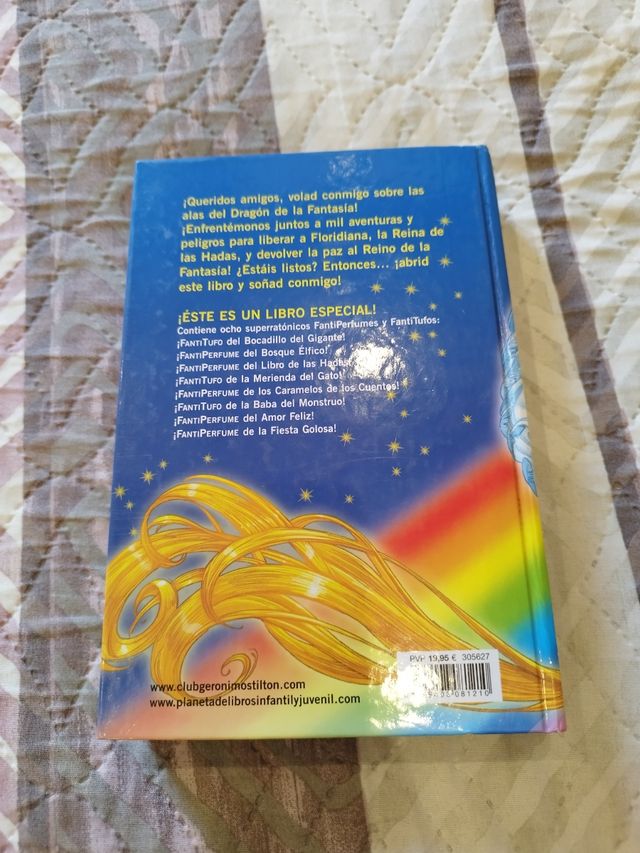 ¡Queridos amigos, volad conmigo sobre las
alas del Dragón de la Fantasía!
¡Enfrentémonos juntos a mil aventuras y
peligros para liberar a Floridiana, la Reina de
las Hadas, y devolver la paz al Reino de la
Fantasía! ¿Estáis listos? Entonces... ¡abrid
este libro y soñad conmigo!
¡ÉSTE ES UN LIBRO ESPECIAL!
Contiene ocho superratónicos FantiPerfumes y FantiTufos:
¡FANTITUFO del Bocadillo del Gigante!
¡FANTIPERFUME del Bosque Élfico!
¡FANTIPERFUME del Libro de las Hadas!
¡FANTITUFO de la Merienda del Gato!
¡FANTIPERFUME de los Caramelos de los Cuentos!
¡FANTITUFO de la Baba del Monstruo!
¡FANTIPERFUME del Amor Feliz!
¡FANTIPERFUME de la Fiesta Golosa!
PVP 19,95 € 305627
081210
www.clubgeronimostilton.com
www.planetadelibrosinfantilyjuvenil.com